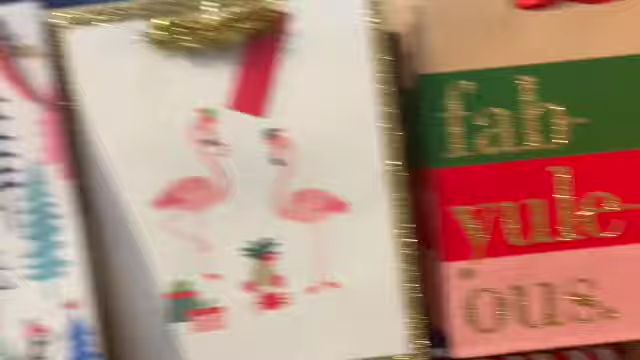 fab-
yule-
ous.